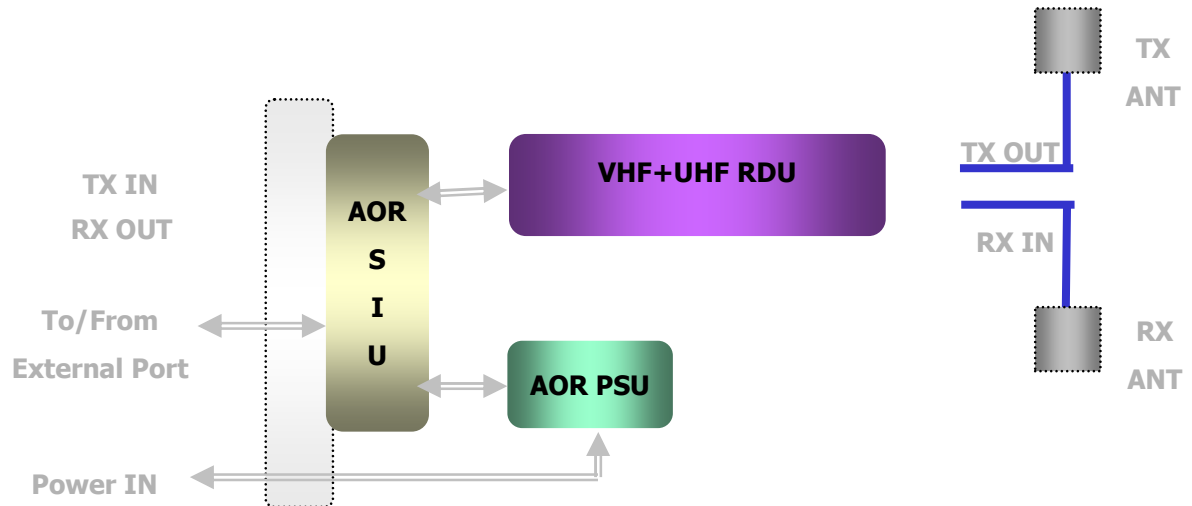 TX IN
RX OUT
To/From
External Port
Power IN
AOR
S
I
U
VHF+UHF RDU
AOR PSU
TX OUT
RX IN
TX
ANT
RX
ANT